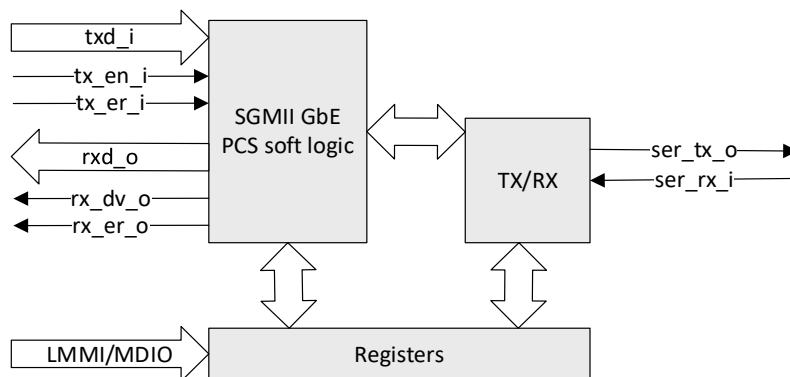 txd_i
tx_en_i
tx_er_i
rxd_o
rx_dv_o
rx_er_o
SGMII GbE
PCS soft logic
TX/RX
ser_tx_o
ser_rx_i
LMMI/MDIO
Registers